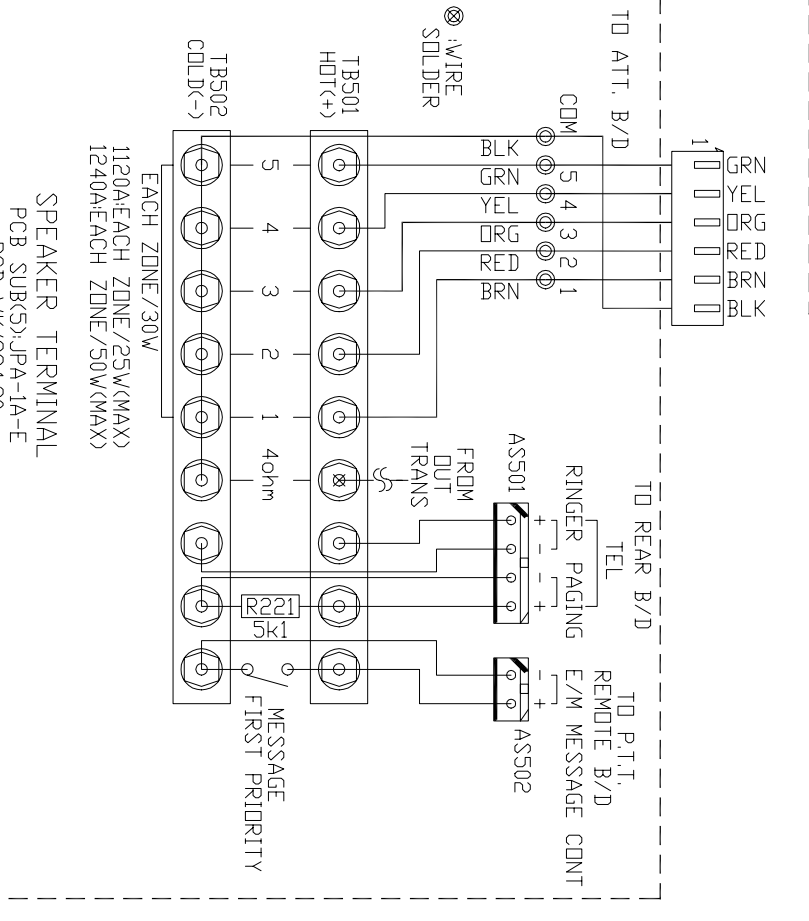 TO ATT. B/D
⊗ :WIRE
SOLDER
1
GRN
YEL
ORG
RED
BRN
BLK
COM
5
4
3
2
1
BLK
GRN
YEL
ORG
RED
BRN
TB501
HOT(+)
TB502
COLD(-)
5
4
3
2
1
4ohm
EACH ZONE/30W
1120A:EACH ZONE/25W(MAX)
1240A:EACH ZONE/50W(MAX)
SPEAKER TERMINAL
PCB SUB(5):JPA-1A-E
FROM
OUT
TRANS
AS501
TO REAR B/D
TEL
RINGER PAGING
+ - - +
R221
5k1
TO P.T.T.
REMOTE B/D
E/M MESSAGE CONT
- +
AS502
MESSAGE
FIRST PRIORITY